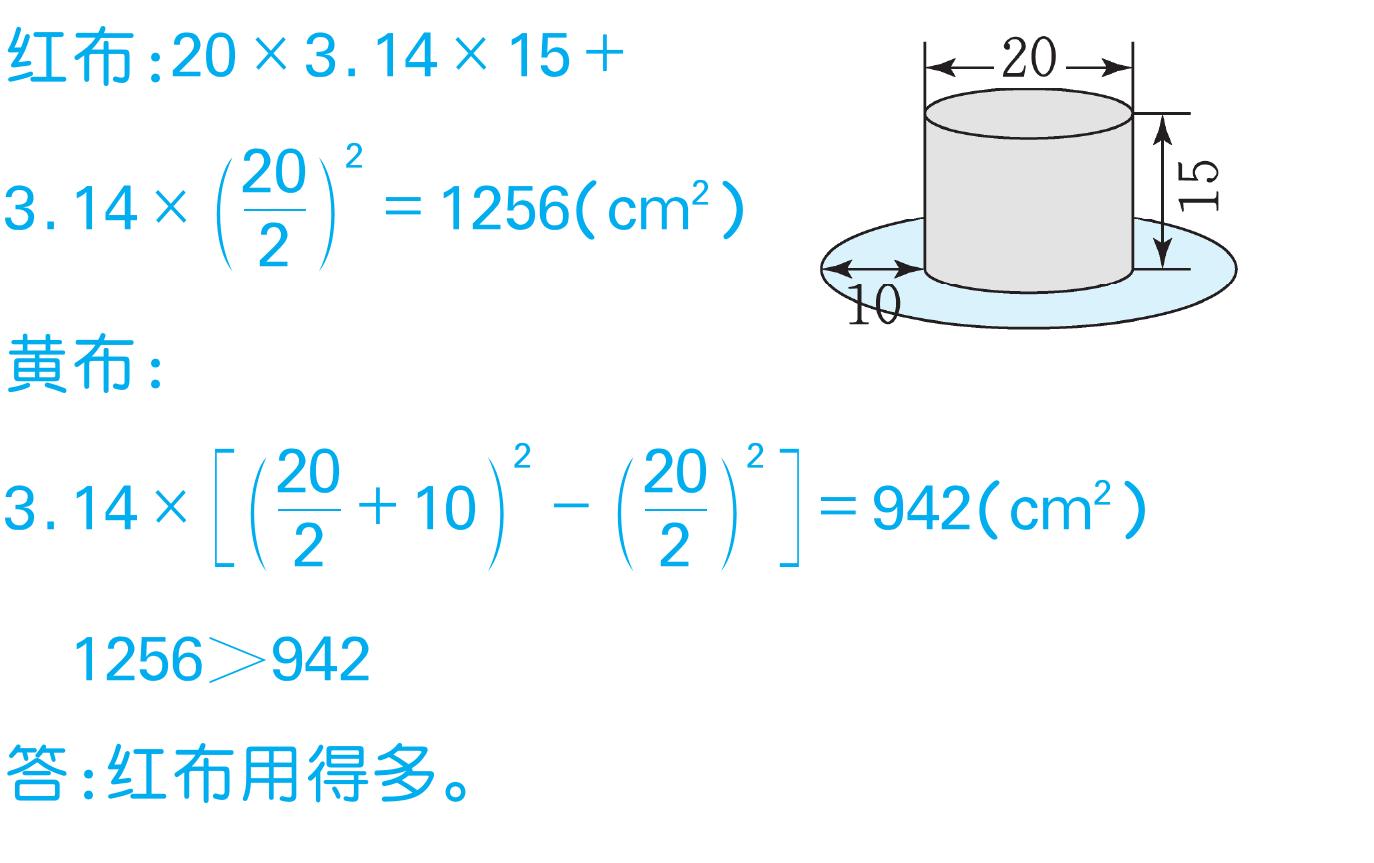 红布:20×3.14×15+
3.14×(20/2)²=1256(cm²)
黄布:
3.14×[(20/2+10)²-(20/2)²]=942(cm²)
1256>942
答:红布用得多。
20
15
10